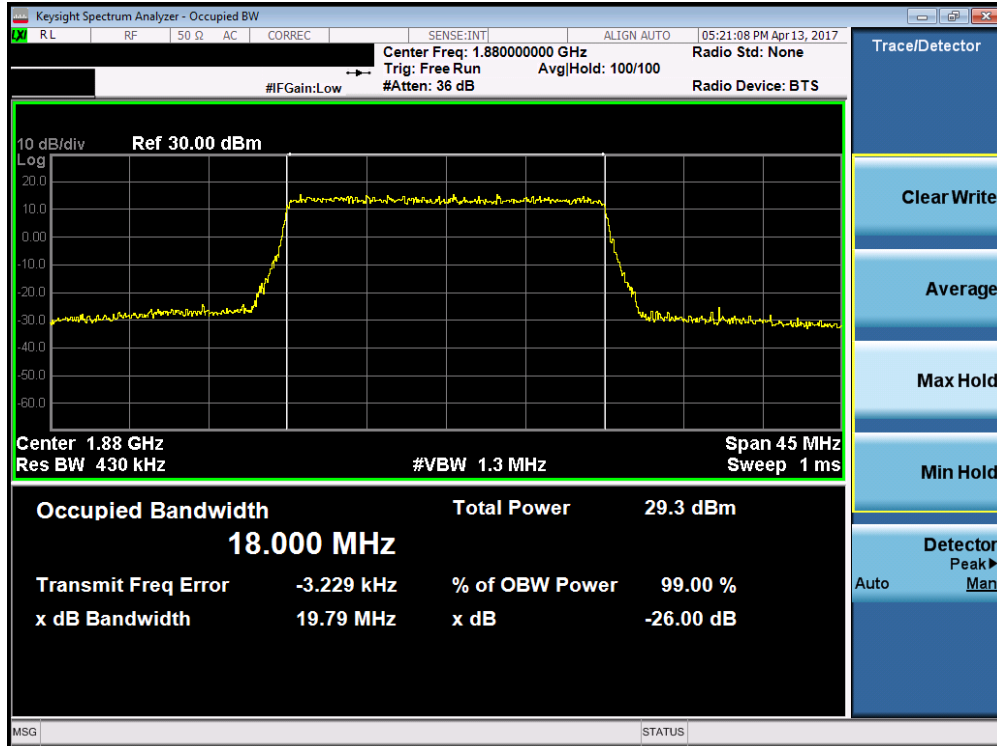 Keysight Spectrum Analyzer - Occupied BW
LXI RL RF 50 Ω AC CORREC SENSE:INT ALIGN AUTO 05:21:08 PM Apr 13, 2017
Center Freq: 1.880000000 GHz Radio Std: None
Trig: Free Run Avg|Hold: 100/100
#IFGain:Low #Atten: 36 dB Radio Device: BTS
10 dB/div Ref 30.00 dBm
Log
20.0
10.0
0.00
-10.0
-20.0
-30.0
-40.0
-50.0
-60.0
Center 1.88 GHz Span 45 MHz
Res BW 430 kHz #VBW 1.3 MHz Sweep 1 ms
Occupied Bandwidth Total Power 29.3 dBm
18.000 MHz
Transmit Freq Error -3.229 kHz % of OBW Power 99.00 %
x dB Bandwidth 19.79 MHz x dB -26.00 dB
MSG STATUS
Trace/Detector
Clear Write
Average
Max Hold
Min Hold
Detector
Peak▶
Auto Man